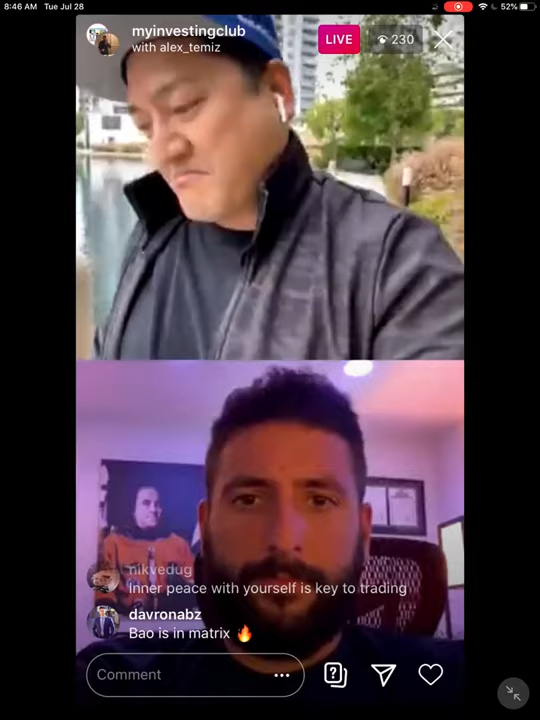 8:46 AM Tue Jul 28
52%
myinvestingclub
with alex_temiz
LIVE
230
nikvedug
Inner peace with yourself is key to trading
davronabz
Bao is in matrix 🔥
Comment